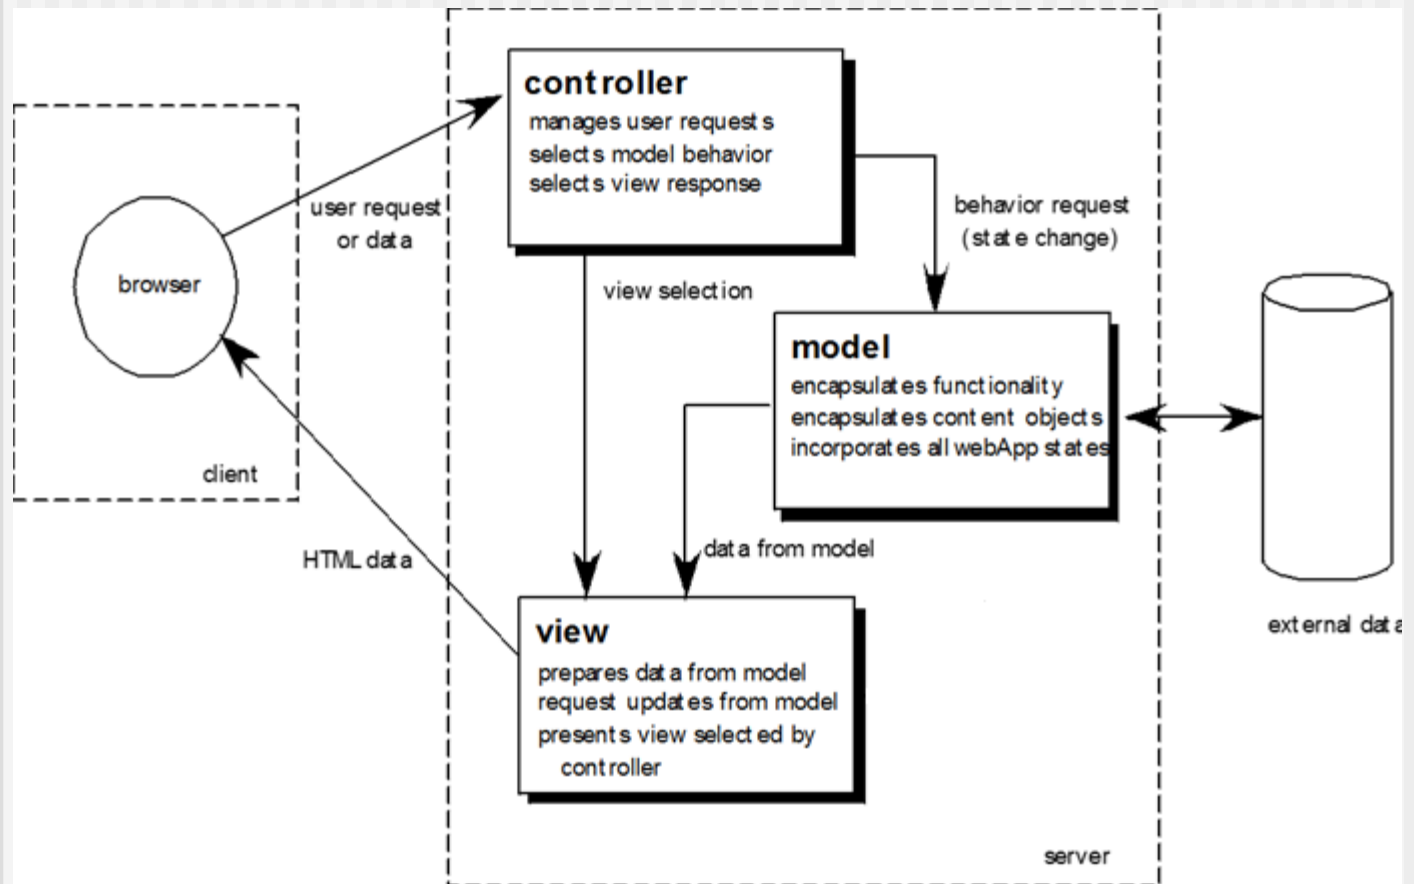 controller
manages user requests
selects model behavior
selects view response
user request
or data
behavior request
(state change)
browser
view selection
model
encapsulates functionality
encapsulates content objects
incorporates all webApp states
client
HTML data
data from model
external data
view
prepares data from model
request updates from model
presents view selected by
controller
server